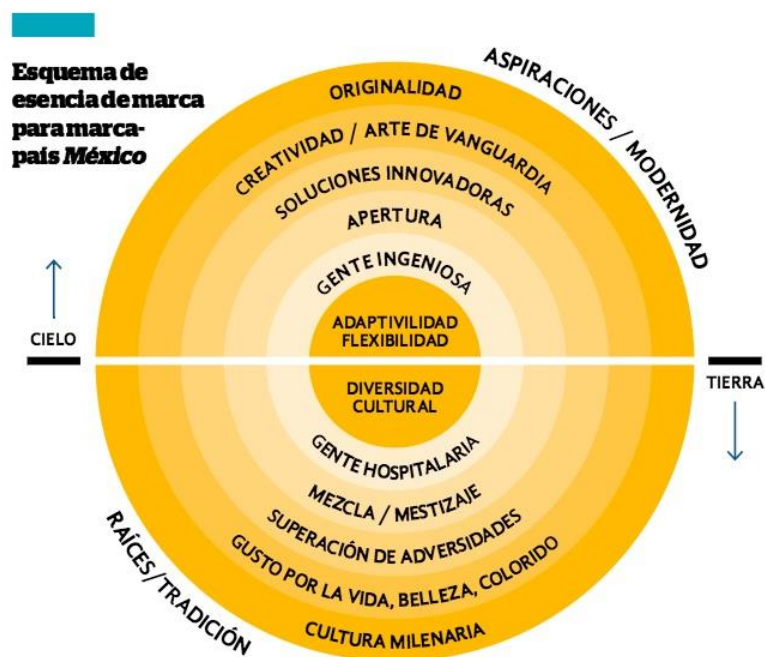 Esquema de
esencia de marca
para marca-
país México
ASPIRACIONES / MODERNIDAD
ORIGINALIDAD
CREATIVIDAD / ARTE DE VANGUARDIA
SOLUCIONES INNOVADORAS
APERTURA
GENTE INGENIOSA
ADAPTIVILIDAD
FLEXIBILIDAD
CIELO
TIERRA
DIVERSIDAD
CULTURAL
GENTE HOSPITALARIA
MEZCLA / MESTIZAJE
SUPERACIÓN DE ADVERSIDADES
GUSTO POR LA VIDA, BELLEZA, COLORIDO
CULTURA MILENARIA
RAÍCES / TRADICIÓN